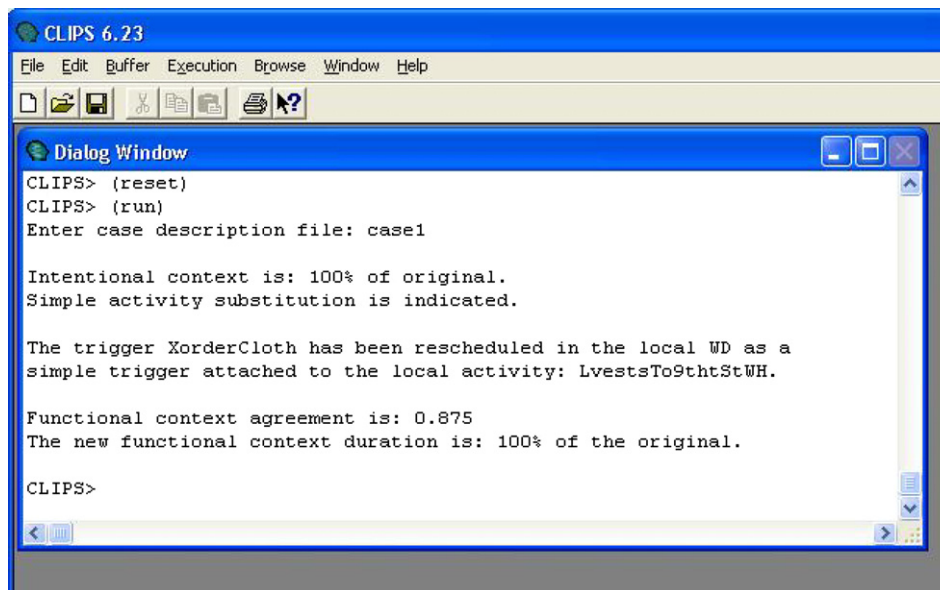 CLIPS 6.23
File Edit Buffer Execution Browse Window Help
Dialog Window
CLIPS> (reset)
CLIPS> (run)
Enter case description file: case1
Intentional context is: 100% of original.
Simple activity substitution is indicated.
The trigger XorderCloth has been rescheduled in the local WD as a
simple trigger attached to the local activity: LvestsTo9thtStWH.
Functional context agreement is: 0.875
The new functional context duration is: 100% of the original.
CLIPS>